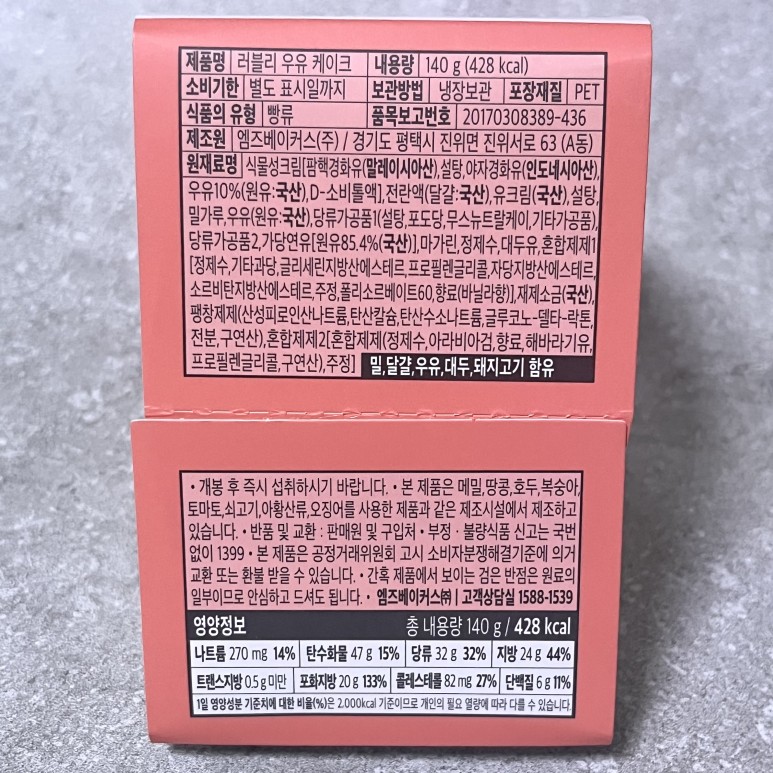 제품명 러블리 우유 케이크 내용량 140 g (428 kcal)
소비기한 별도 표시일까지 보관방법 냉장보관 포장재질 PET
식품의 유형 빵류 품목보고번호 20170308389-436
제조원 엠즈베이커스(주) / 경기도 평택시 진위면 진위서로 63 (A동)
원재료명 식물성크림[팜핵경화유(말레이시아산),설탕,야자경화유(인도네시아산),
우유10%(원유:국산),D-소비톨액],전란액(달걀:국산),유크림(국산),설탕,
밀가루,우유(원유:국산),당류가공품1(설탕,포도당,무스뉴트랄케이,기타가공품),
당류가공품2,가당연유[원유85.4%(국산)],마가린,정제수,대두유,혼합제제1
[정제수,기타과당,글리세린지방산에스테르,프로필렌글리콜,자당지방산에스테르,
소르비탄지방산에스테르,주정,폴리소르베이트60,향료(바닐라향)],재제소금(국산),
팽창제제(산성피로인산나트륨,탄산칼슘,탄산수소나트륨,글루코노-델타-락톤,
전분,구연산),혼합제제2[혼합제제(정제수,아라비아검,향료,해바라기유,
프로필렌글리콜,구연산),주정] 밀,달걀,우유,대두,돼지고기 함유
• 개봉 후 즉시 섭취하시기 바랍니다. • 본 제품은 메밀,땅콩,호두,복숭아,
토마토,쇠고기,아황산류,오징어를 사용한 제품과 같은 제조시설에서 제조하고
있습니다. • 반품 및 교환 : 판매원 및 구입처 • 부정 · 불량식품 신고는 국번
없이 1399 • 본 제품은 공정거래위원회 고시 소비자분쟁해결기준에 의거
교환 또는 환불 받을 수 있습니다. • 간혹 제품에서 보이는 검은 반점은 원료의
일부이므로 안심하고 드셔도 됩니다. • 엠즈베이커스㈜ | 고객상담실 1588-1539
영양정보 총 내용량 140 g / 428 kcal
나트륨 270 mg 14% 탄수화물 47 g 15% 당류 32 g 32% 지방 24 g 44%
트랜스지방 0.5 g 미만 포화지방 20 g 133% 콜레스테롤 82 mg 27% 단백질 6 g 11%
1일 영양성분 기준치에 대한 비율(%)은 2,000kcal 기준이므로 개인의 필요 열량에 따라 다를 수 있습니다.